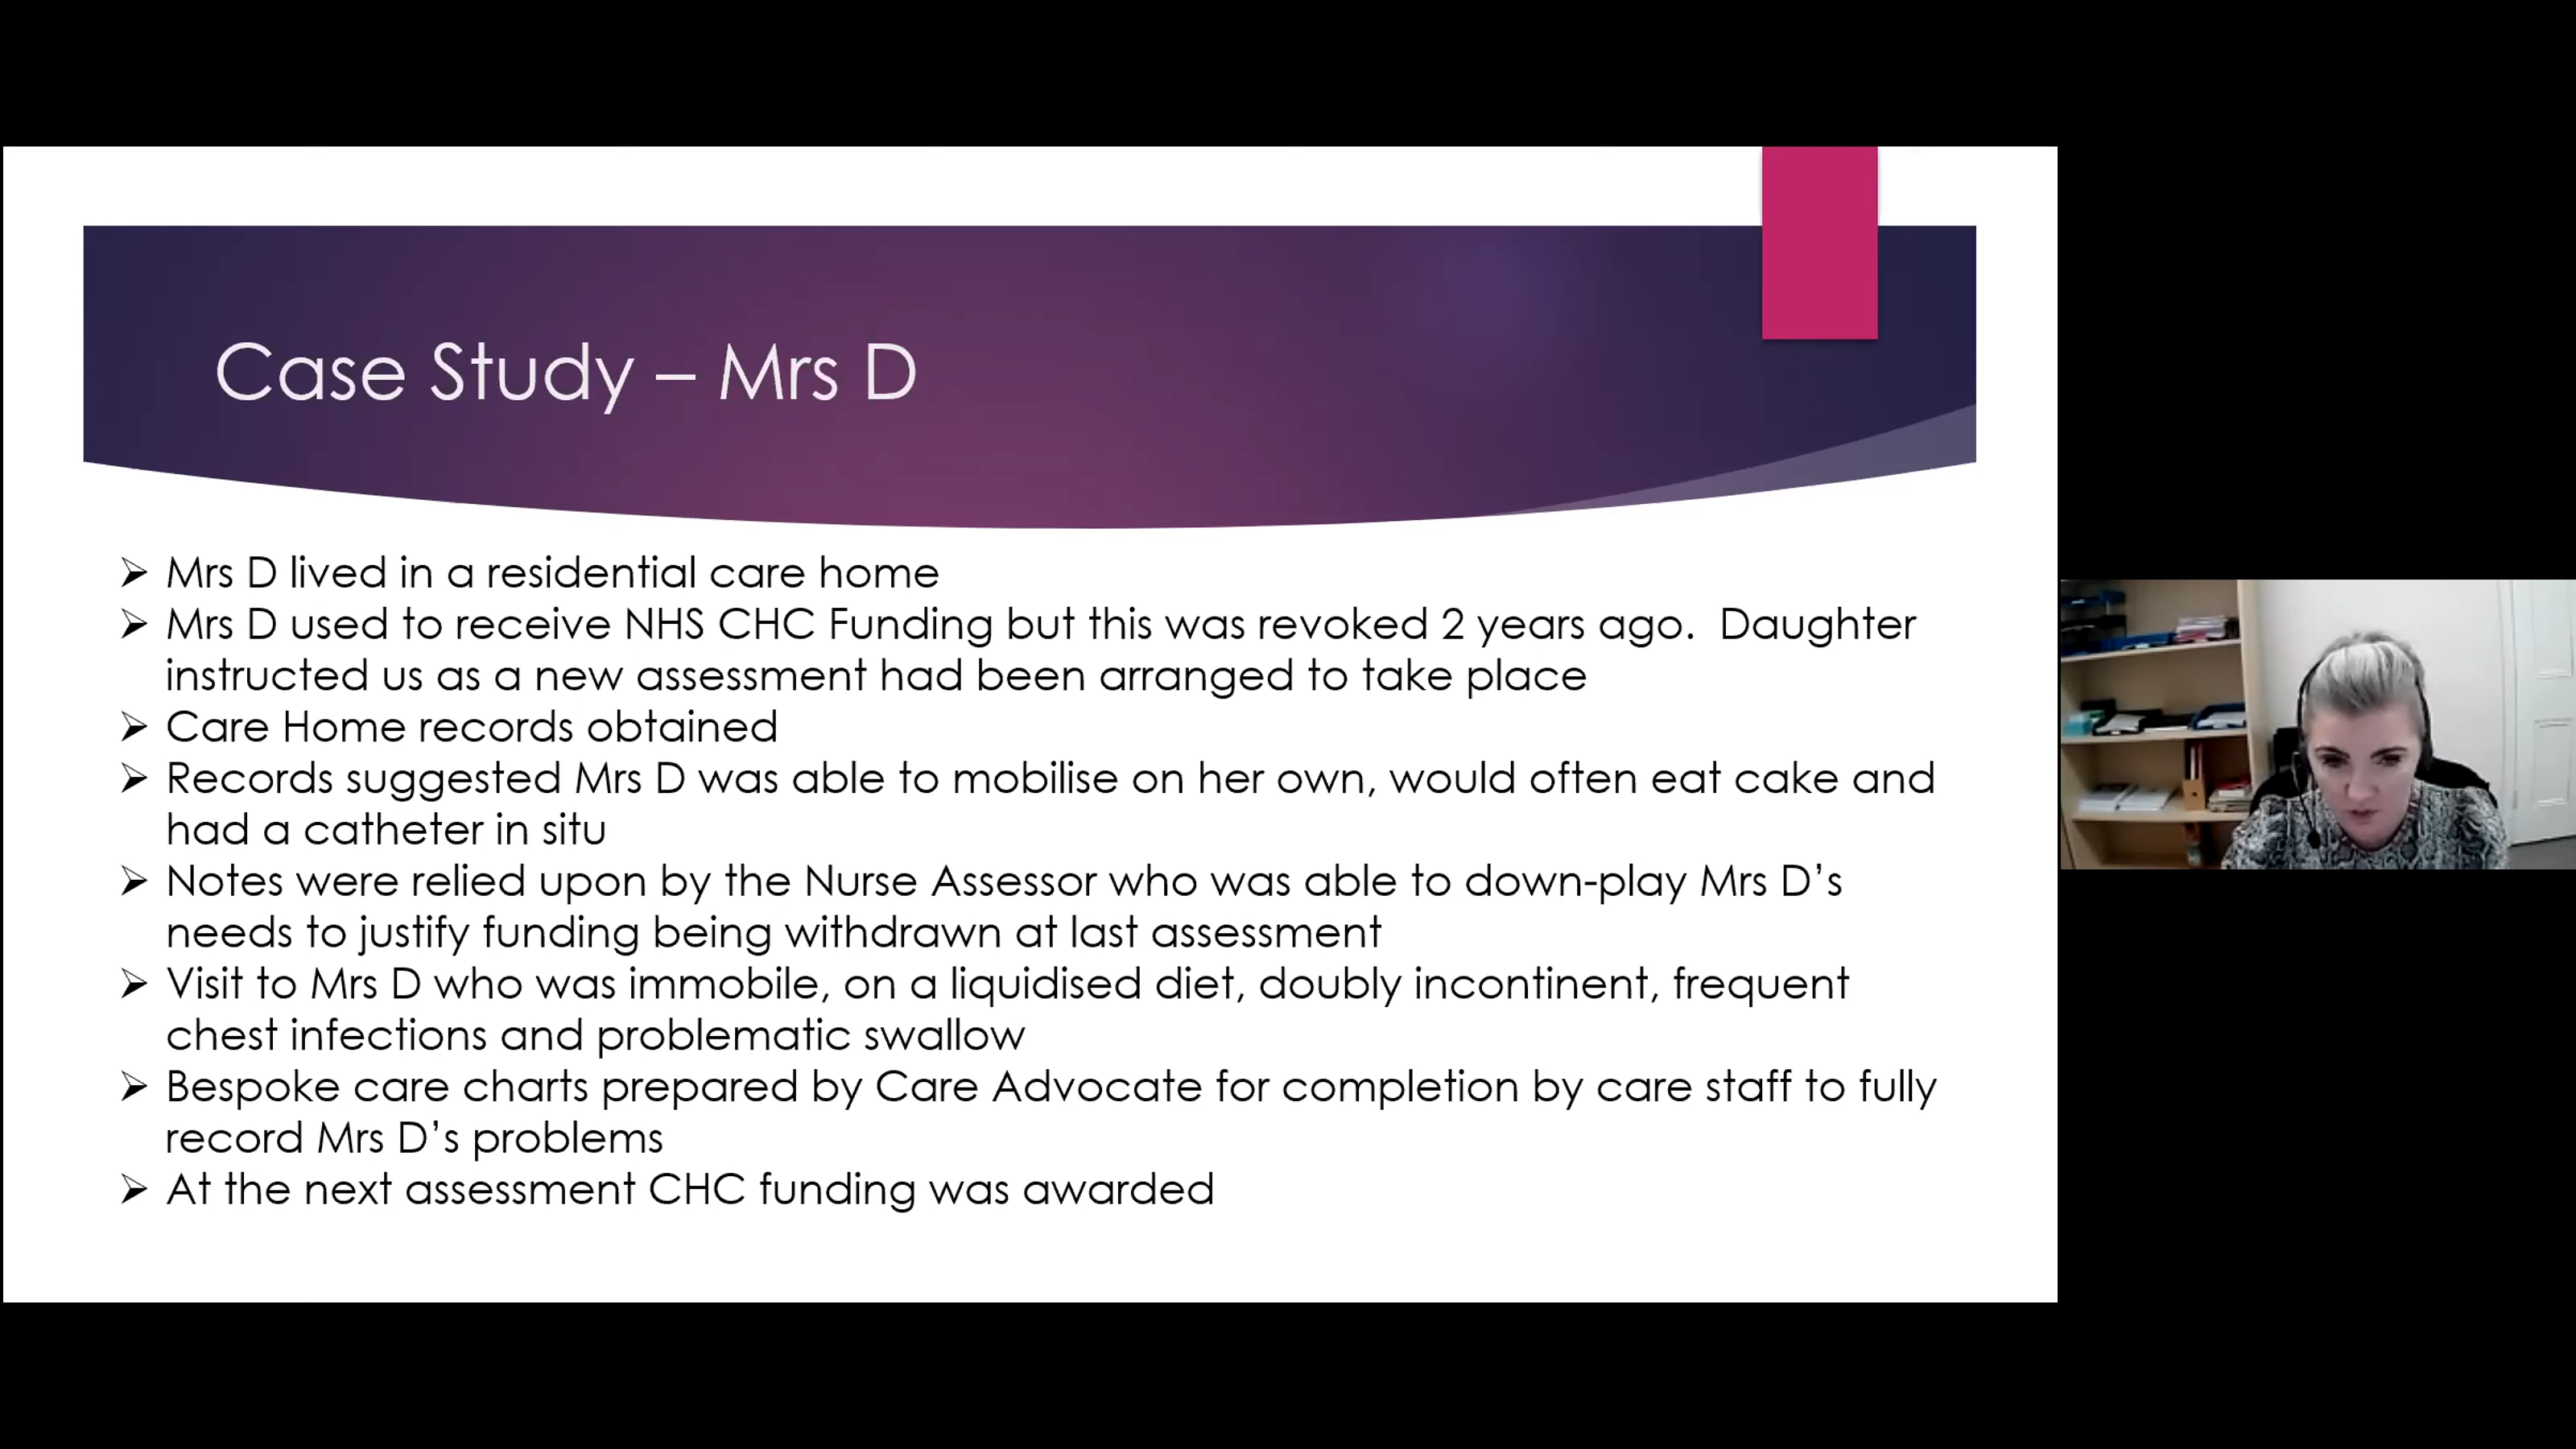 Case Study – Mrs D
➢ Mrs D lived in a residential care home
➢ Mrs D used to receive NHS CHC Funding but this was revoked 2 years ago.  Daughter
instructed us as a new assessment had been arranged to take place
➢ Care Home records obtained
➢ Records suggested Mrs D was able to mobilise on her own, would often eat cake and
had a catheter in situ
➢ Notes were relied upon by the Nurse Assessor who was able to down-play Mrs D’s
needs to justify funding being withdrawn at last assessment
➢ Visit to Mrs D who was immobile, on a liquidised diet, doubly incontinent, frequent
chest infections and problematic swallow
➢ Bespoke care charts prepared by Care Advocate for completion by care staff to fully
record Mrs D’s problems
➢ At the next assessment CHC funding was awarded